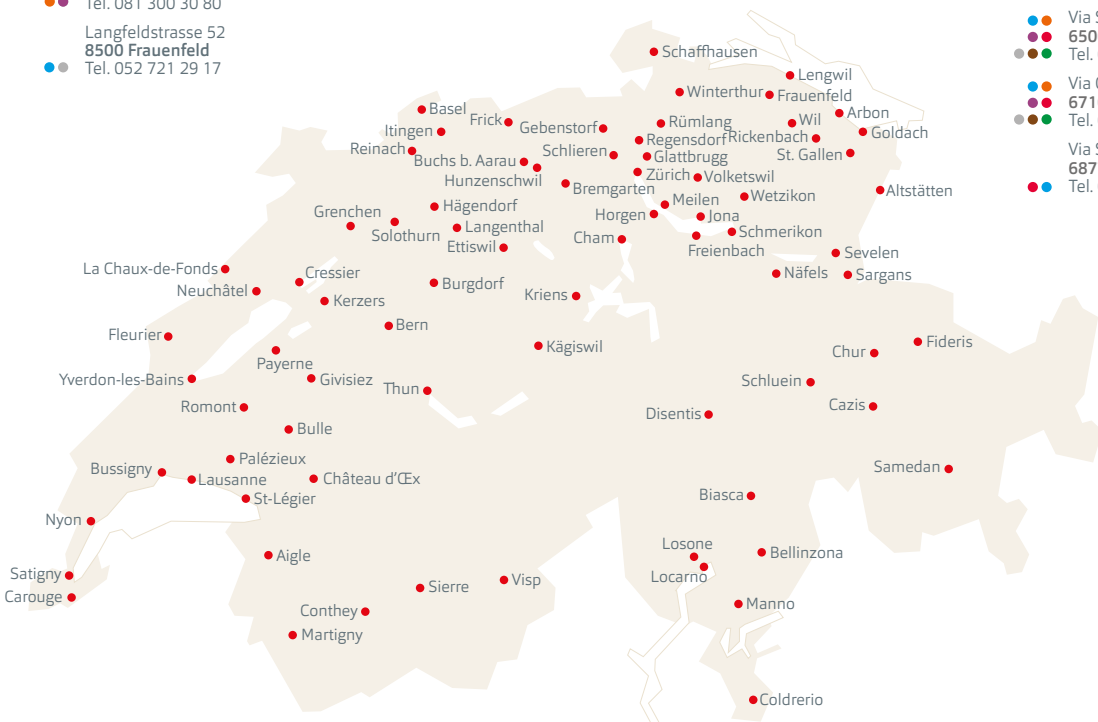 Tel. 081 300 30 80
Langfeldstrasse 52
8500 Frauenfeld
Tel. 052 721 29 17
Via
650
Tel.
Via
671
Tel.
Via
687
Tel.
Schaffhausen
Lengwil
Winterthur
Frauenfeld
Basel
Arbon
Frick
Gebenstorf
Rümlang
Wil
Itingen
Goldach
Regensdorf
Rickenbach
Reinach
Schlieren
Glattbrugg
St. Gallen
Buchs b. Aarau
Zürich
Volketswil
Hunzenschwil
Bremgarten
Altstätten
Wetzikon
Meilen
Hägendorf
Grenchen
Horgen
Jona
Solothurn
Langenthal
Schmerikon
Cham
Ettiswil
Freienbach
Sevelen
La Chaux-de-Fonds
Cressier
Näfels
Sargans
Neuchâtel
Burgdorf
Kriens
Kerzers
Bern
Fleurier
Kägiswil
Fideris
Chur
Payerne
Yverdon-les-Bains
Givisiez
Thun
Schluein
Romont
Cazis
Disentis
Bulle
Palézieux
Bussigny
Samedan
Lausanne
Château d’Œx
St-Légier
Biasca
Nyon
Losone
Bellinzona
Aigle
Satigny
Locarno
Visp
Sierre
Carouge
Manno
Conthey
Martigny
Coldrerio